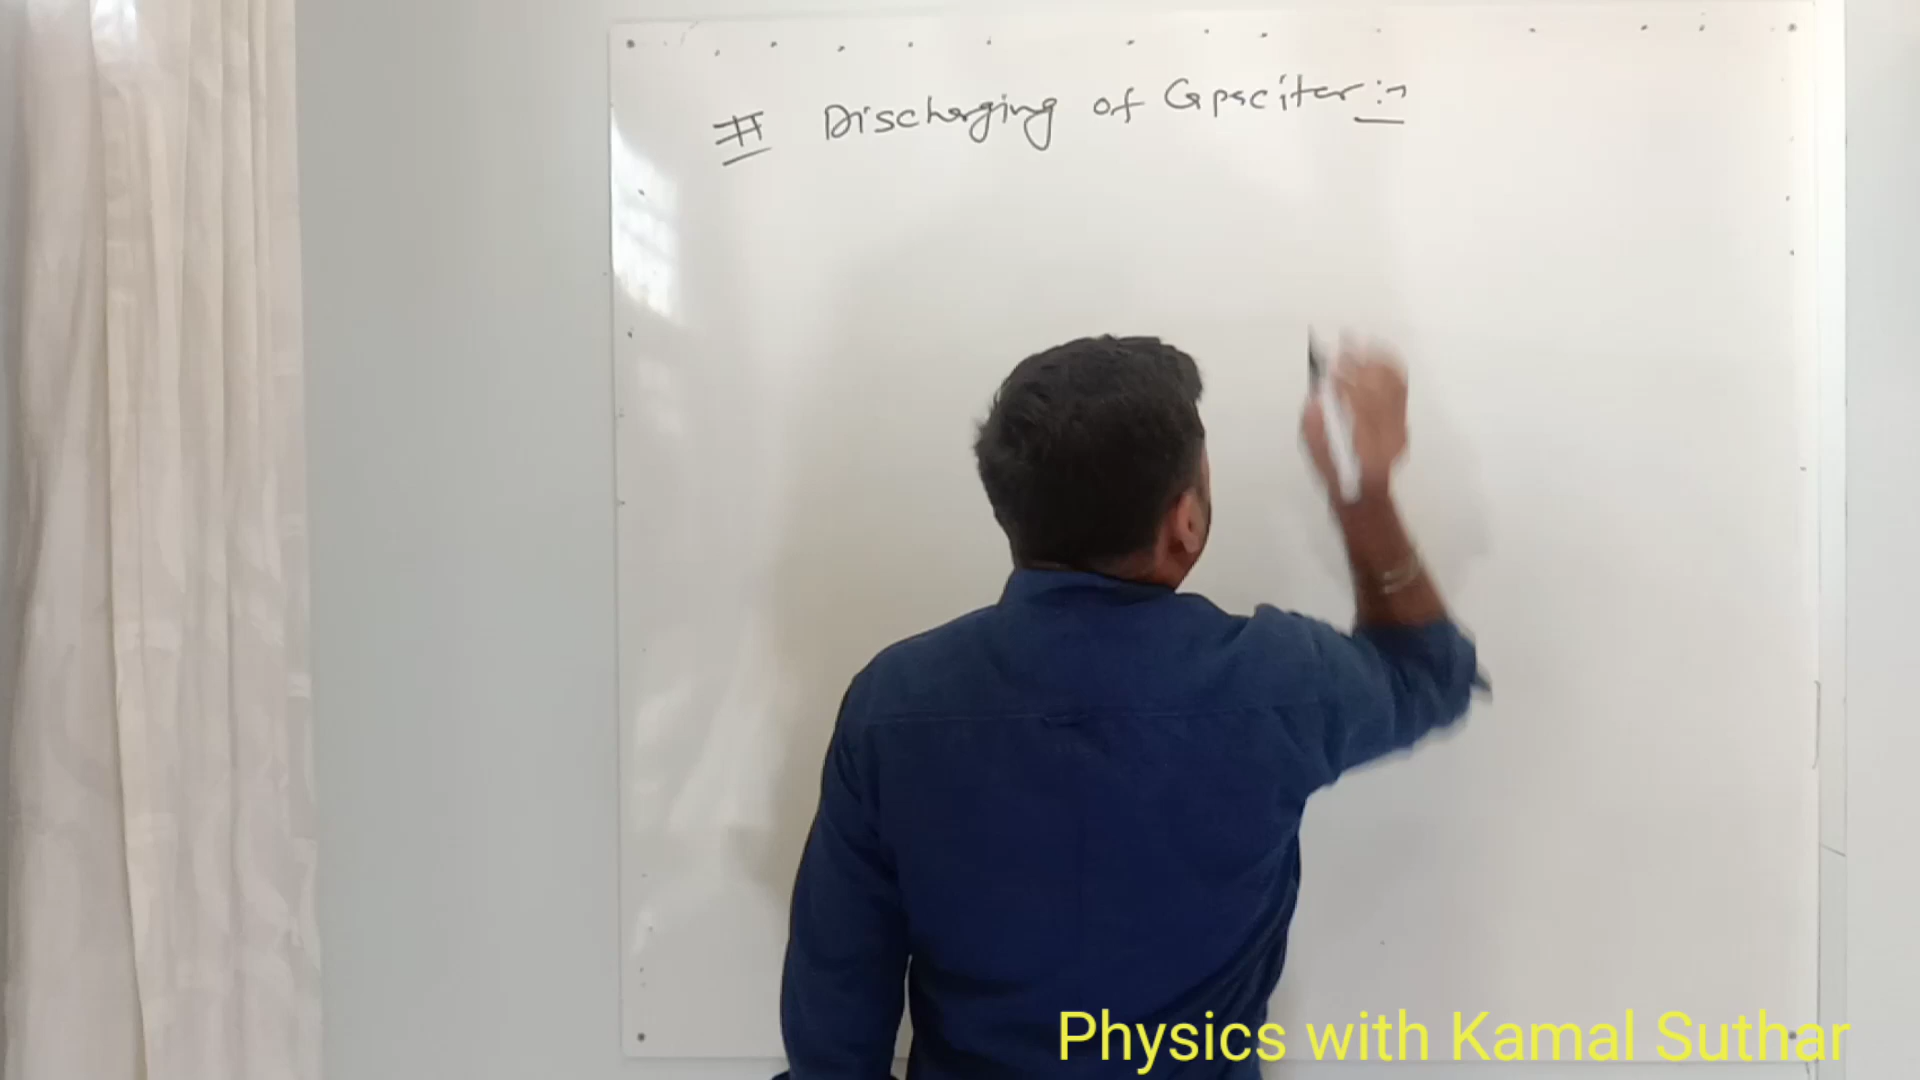 # Discharging of Capaciter :-
Physics with Kamal Suthar